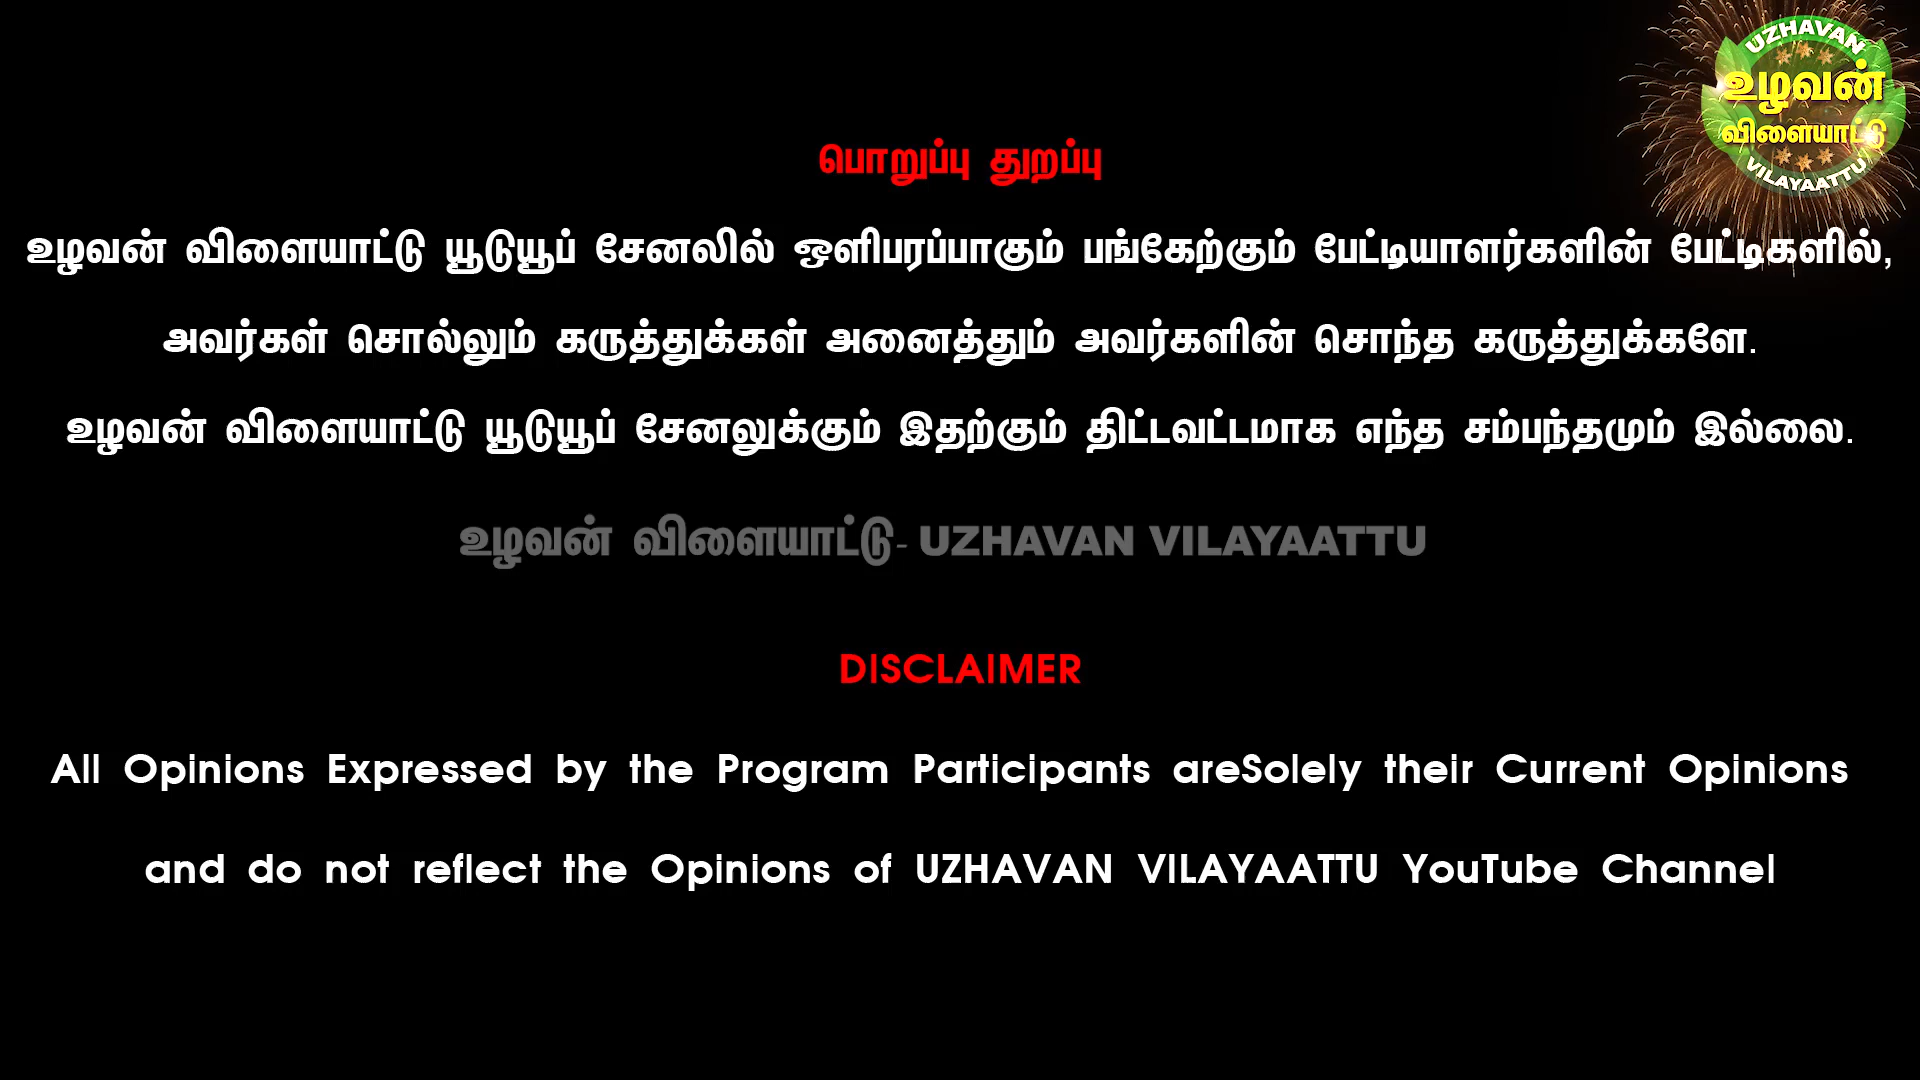 UZHAVAN
உழவன்
விளையாட்டு
VILAYAATTU
பொறுப்பு துறப்பு
உழவன் விளையாட்டு யூடுயூப் சேனலில் ஒளிபரப்பாகும் பங்கேற்கும் பேட்டியாளர்களின் பேட்டிகளில்,
அவர்கள் சொல்லும் கருத்துக்கள் அனைத்தும் அவர்களின் சொந்த கருத்துக்களே.
உழவன் விளையாட்டு யூடுயூப் சேனலுக்கும் இதற்கும் திட்டவட்டமாக எந்த சம்பந்தமும் இல்லை.
உழவன் விளையாட்டு- UZHAVAN VILAYAATTU
DISCLAIMER
All Opinions Expressed by the Program Participants areSolely their Current Opinions
and do not reflect the Opinions of UZHAVAN VILAYAATTU YouTube Channel